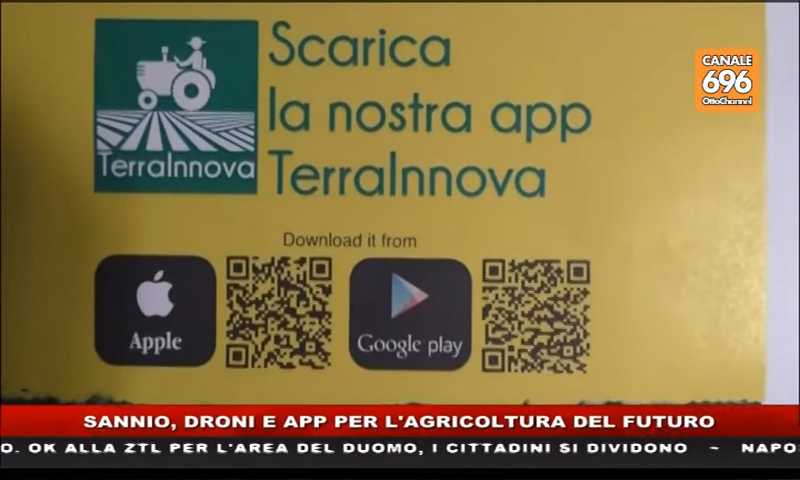 Scarica
la nostra app
TerraInnova
TerraInnova
CANALE
696
OttoChannel
Download it from
Apple
Google play
SANNIO, DRONI E APP PER L'AGRICOLTURA DEL FUTURO
O. OK ALLA ZTL PER L'AREA DEL DUOMO, I CITTADINI SI DIVIDONO ~ NAPO